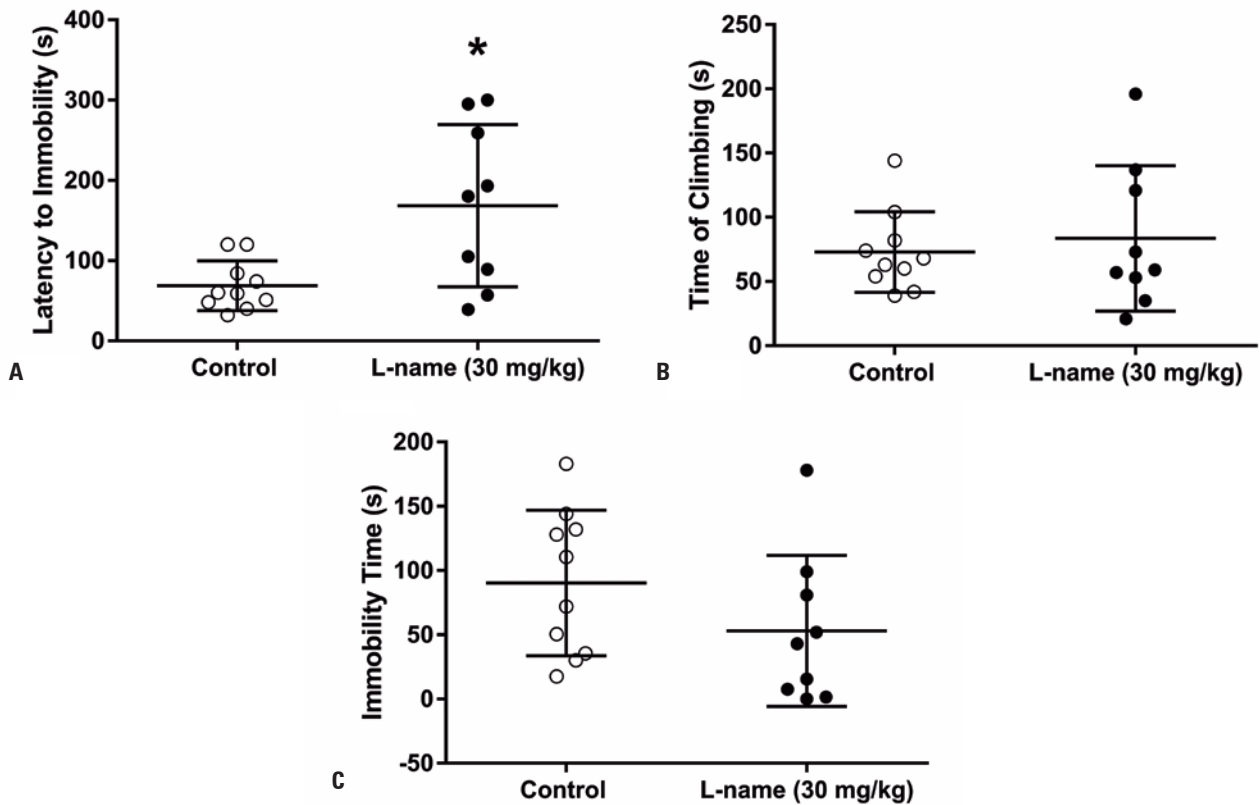 Latency to Immobility (s)
400
300
200
100
0
*
Control
L-name (30 mg/kg)
A
Time of Climbing (s)
250
200
150
100
50
0
Control
L-name (30 mg/kg)
B
Immobility Time (s)
200
150
100
50
0
-50
Control
L-name (30 mg/kg)
C